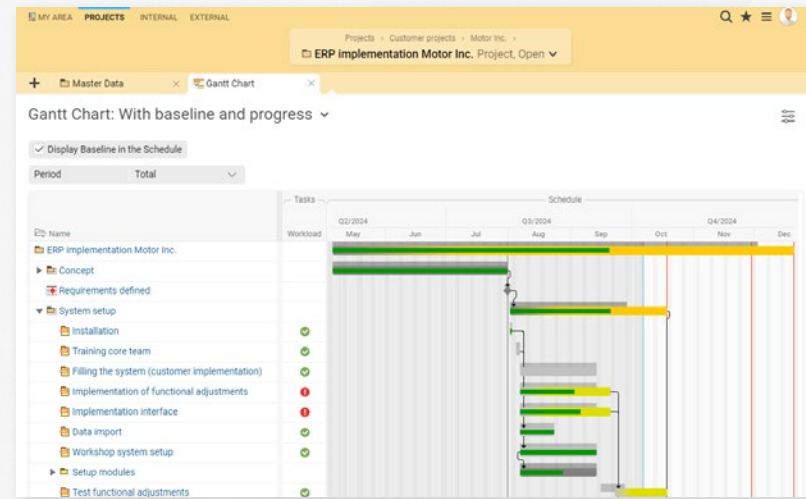 MY AREA PROJECTS INTERNAL EXTERNAL
Projects › Customer projects › Motor Inc. ›
ERP implementation Motor Inc. Project, Open
Master Data × Gantt Chart ×
Gantt Chart: With baseline and progress
Display Baseline in the Schedule
Period Total
Tasks Schedule
Q2/2024 Q3/2024 Q4/2024
Name Workload May Jun Jul Aug Sep Oct Nov Dec
ERP implementation Motor Inc.
Concept
Requirements defined
System setup
Installation
Training core team
Filling the system (customer implementation)
Implementation of functional adjustments
Implementation interface
Data import
Workshop system setup
Setup modules
Test functional adjustments